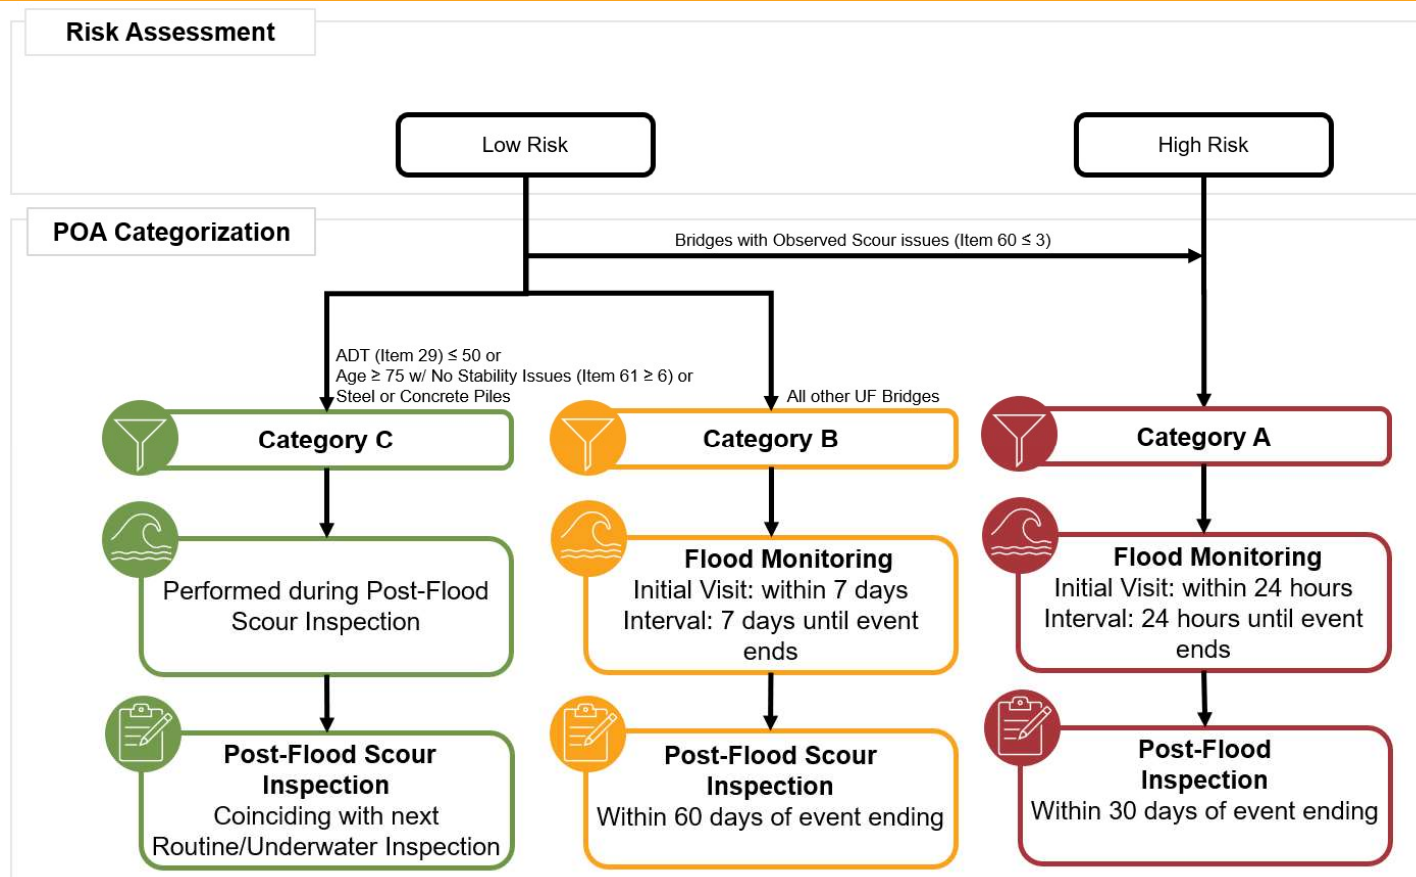 Risk Assessment
Low Risk
High Risk
POA Categorization
Bridges with Observed Scour issues (Item 60 ≤ 3)
ADT (Item 29) ≤ 50 or
Age ≥ 75 w/ No Stability Issues (Item 61 ≥ 6) or
Steel or Concrete Piles
All other UF Bridges
Category C
Category B
Category A
Performed during Post-Flood
Scour Inspection
Flood Monitoring
Initial Visit: within 7 days
Interval: 7 days until event
ends
Flood Monitoring
Initial Visit: within 24 hours
Interval: 24 hours until event
ends
Post-Flood Scour
Inspection
Coinciding with next
Routine/Underwater Inspection
Post-Flood Scour
Inspection
Within 60 days of event ending
Post-Flood
Inspection
Within 30 days of event ending